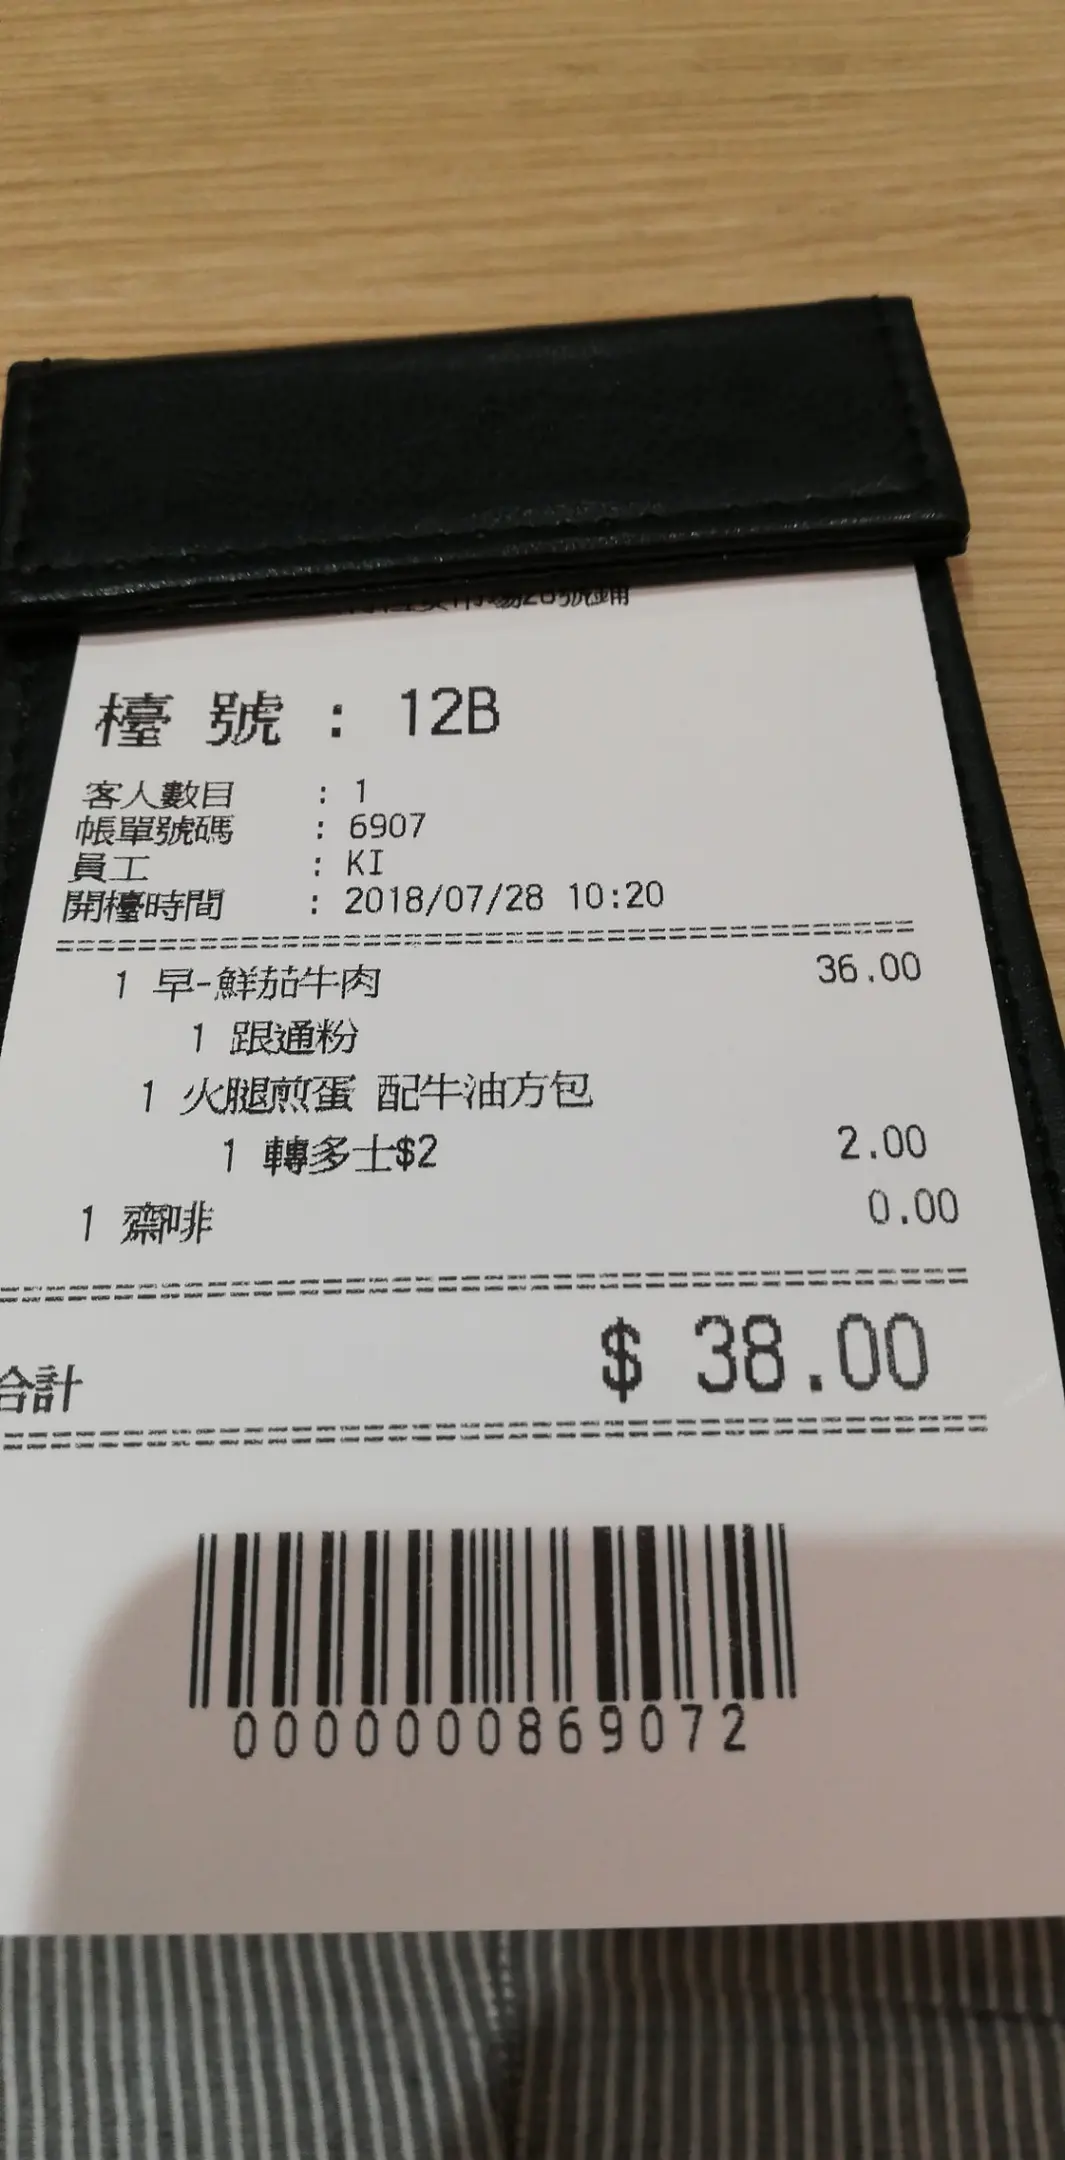 號鋪
檯 號 : 12B
客人數目 : 1
帳單號碼 : 6907
員工 : KI
開檯時間 : 2018/07/28 10:20
1 早-鮮茄牛肉 36.00
1 跟通粉
1 火腿煎蛋 配牛油方包
1 轉多士$2 2.00
1 齋啡 0.00
$ 38.00
合計
0000000869072